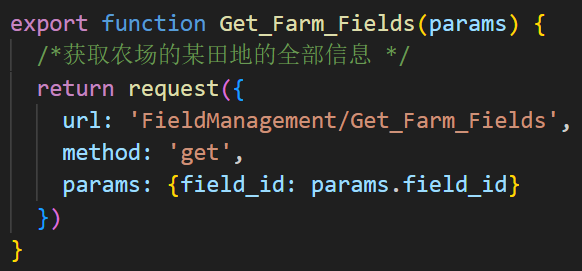 export function Get_Farm_Fields(params) {
  /*获取农场的某田地的全部信息 */
  return request({
    url: 'FieldManagement/Get_Farm_Fields',
    method: 'get',
    params: {field_id: params.field_id}
  })
}